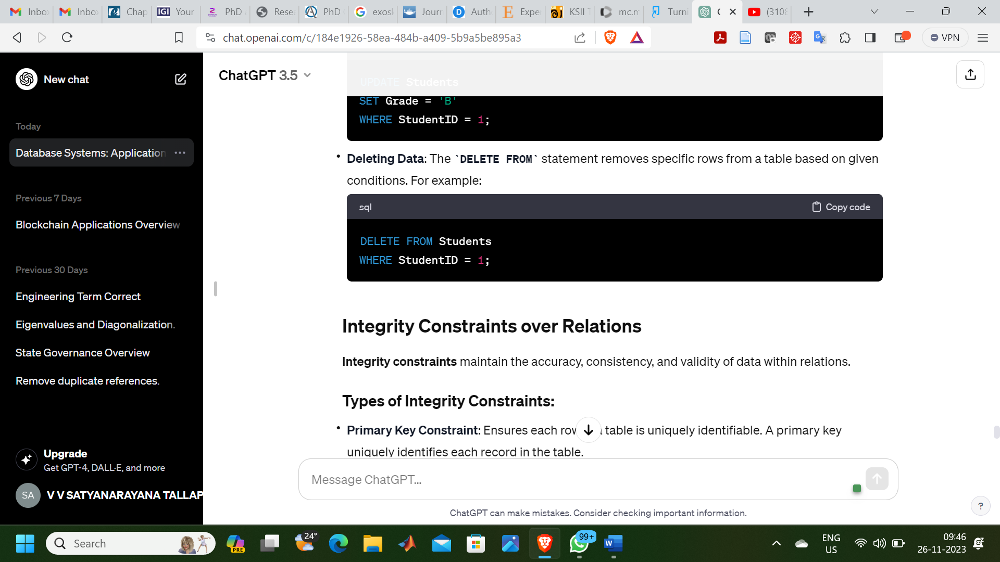 Inbo
Inbo
Chap
IGI
Your
PhD
Rese
PhD
exosk
Journ
Auth
Expe
KSII T
mc.m
Turni
(3108
chat.openai.com/c/184e1926-58ea-484b-a409-5b9a5be895a3
VPN
New chat
Today
Database Systems: Application
Previous 7 Days
Blockchain Applications Overview
Previous 30 Days
Engineering Term Correct
Eigenvalues and Diagonalization.
State Governance Overview
Remove duplicate references.
Upgrade
Get GPT-4, DALL·E, and more
SA
V V SATYANARAYANA TALLAP
ChatGPT 3.5
UPDATE Students
SET Grade = 'B'
WHERE StudentID = 1;
• Deleting Data: The `DELETE FROM` statement removes specific rows from a table based on given
conditions. For example:
sql
Copy code
DELETE FROM Students
WHERE StudentID = 1;
Integrity Constraints over Relations
Integrity constraints maintain the accuracy, consistency, and validity of data within relations.
Types of Integrity Constraints:
• Primary Key Constraint: Ensures each row table is uniquely identifiable. A primary key
uniquely identifies each record in the table.
Message ChatGPT...
ChatGPT can make mistakes. Consider checking important information.
?
Search
PRE
24°
99+
W
ENG
US
09:46
26-11-2023